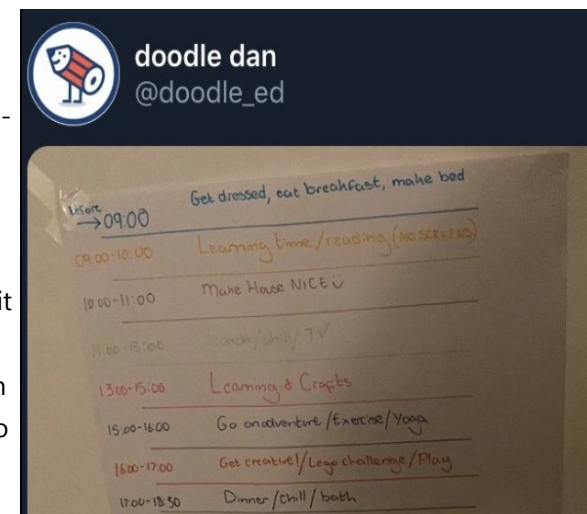 -
it
n
o
doodle dan
@doodle_ed
before
→09:00 Get dressed, eat breakfast, make bed
09:00-10:00 Learning time/reading (NO SCREENS)
10:00-11:00 Make House NICE ☺
11:00-13:00 Lunch/chill/TV
13:00-15:00 Learning & Crafts
15:00-16:00 Go on adventure/Exercise/Yoga
16:00-17:00 Get creative!/Lego challenge/Play
17:00-18:30 Dinner/chill/bath